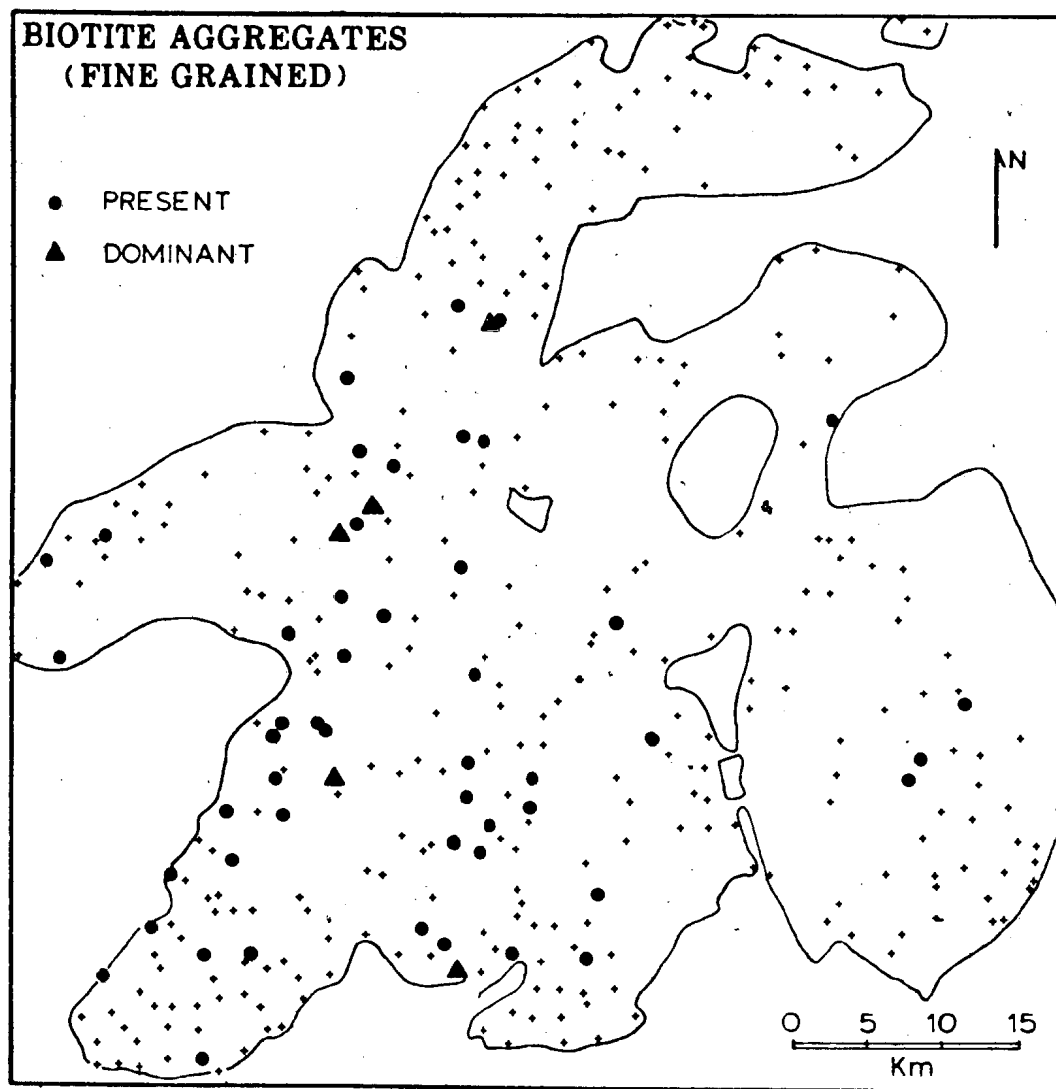 BIOTITE AGGREGATES
(FINE GRAINED)
N
PRESENT
DOMINANT
0 5 10 15
Km